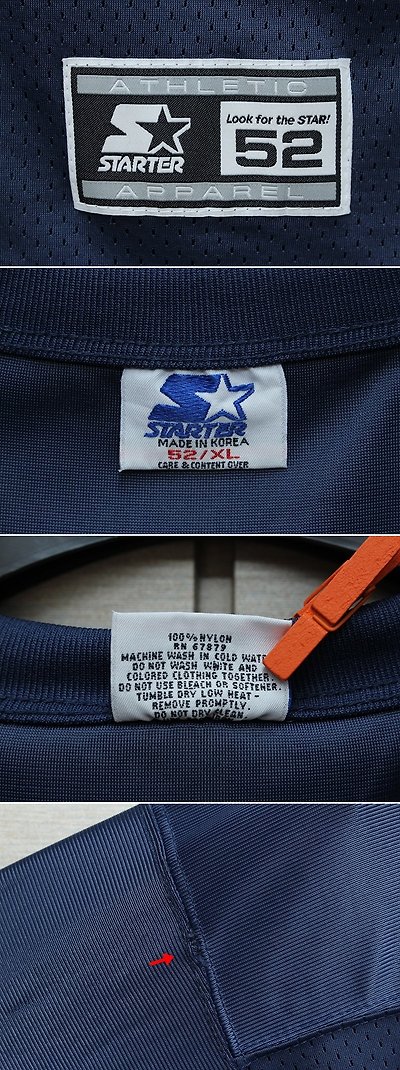 ATHLETIC
STARTER
Look for the STAR!
52
APPAREL
STARTER
MADE IN KOREA
52/XL
CARE & CONTENT OVER
100% NYLON
RN 67879
MACHINE WASH IN COLD WATE
DO NOT WASH WHITE AND
COLORED CLOTHING TOGETHER
DO NOT USE BLEACH OR SOFTENER.
TUMBLE DRY LOW HEAT -
REMOVE PROMPTLY.
DO NOT DRY CLEAN.